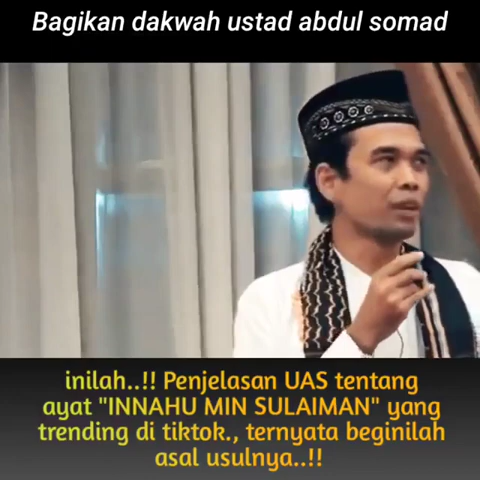 Bagikan dakwah ustad abdul somad
inilah..!! Penjelasan UAS tentang
ayat "INNAHU MIN SULAIMAN" yang
trending di tiktok., ternyata beginilah
asal usulnya..!!